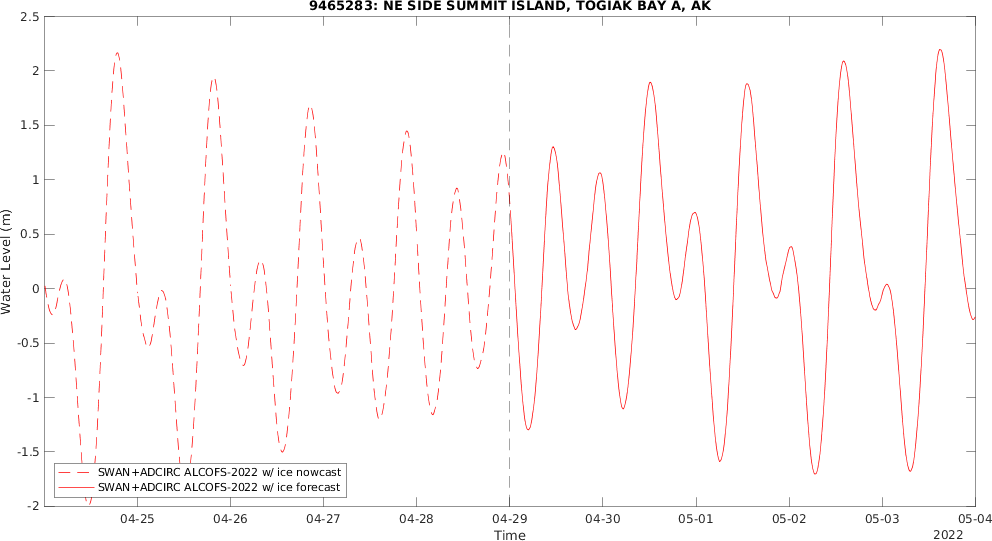 9465283: NE SIDE SUMMIT ISLAND, TOGIAK BAY A, AK
2.5
2
1.5
1
0.5
0
-0.5
-1
-1.5
-2
Water Level (m)
SWAN+ADCIRC ALCOFS-2022 w/ ice nowcast
SWAN+ADCIRC ALCOFS-2022 w/ ice forecast
04-25 04-26 04-27 04-28 04-29 04-30 05-01 05-02 05-03 05-04
Time
2022